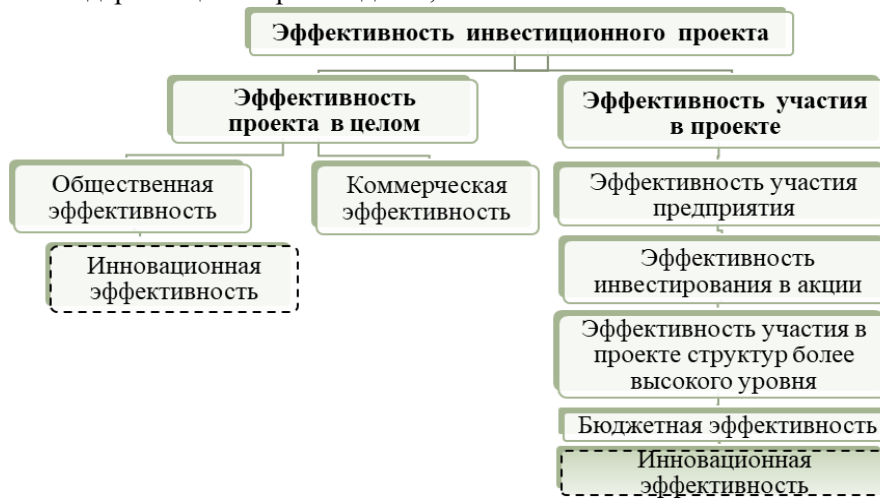 Эффективность инвестиционного проекта
Эффективность
проекта в целом
Общественная
эффективность
Инновационная
эффективность
Коммерческая
эффективность
Эффективность участия
в проекте
Эффективность участия
предприятия
Эффективность
инвестирования в акции
Эффективность участия в
проекте структур более
высокого уровня
Бюджетная эффективность
Инновационная
эффективность